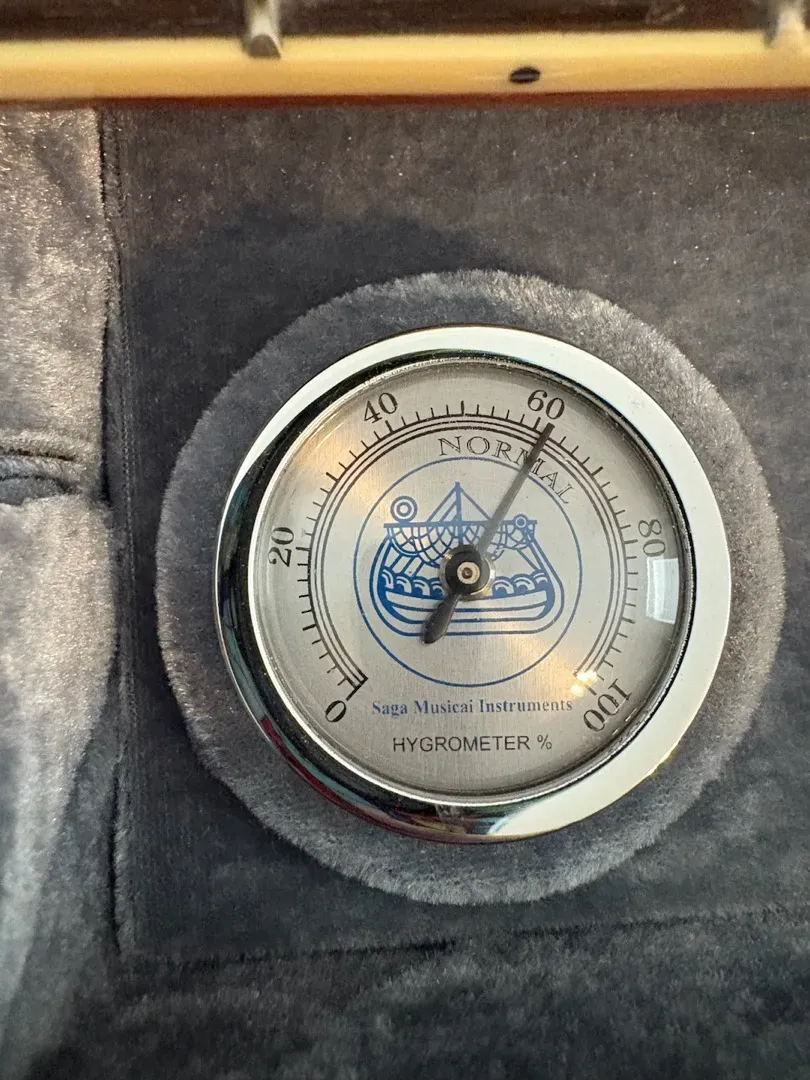 40
60
NORMAL
20
80
0
100
Saga Musicai Instruments
HYGROMETER %